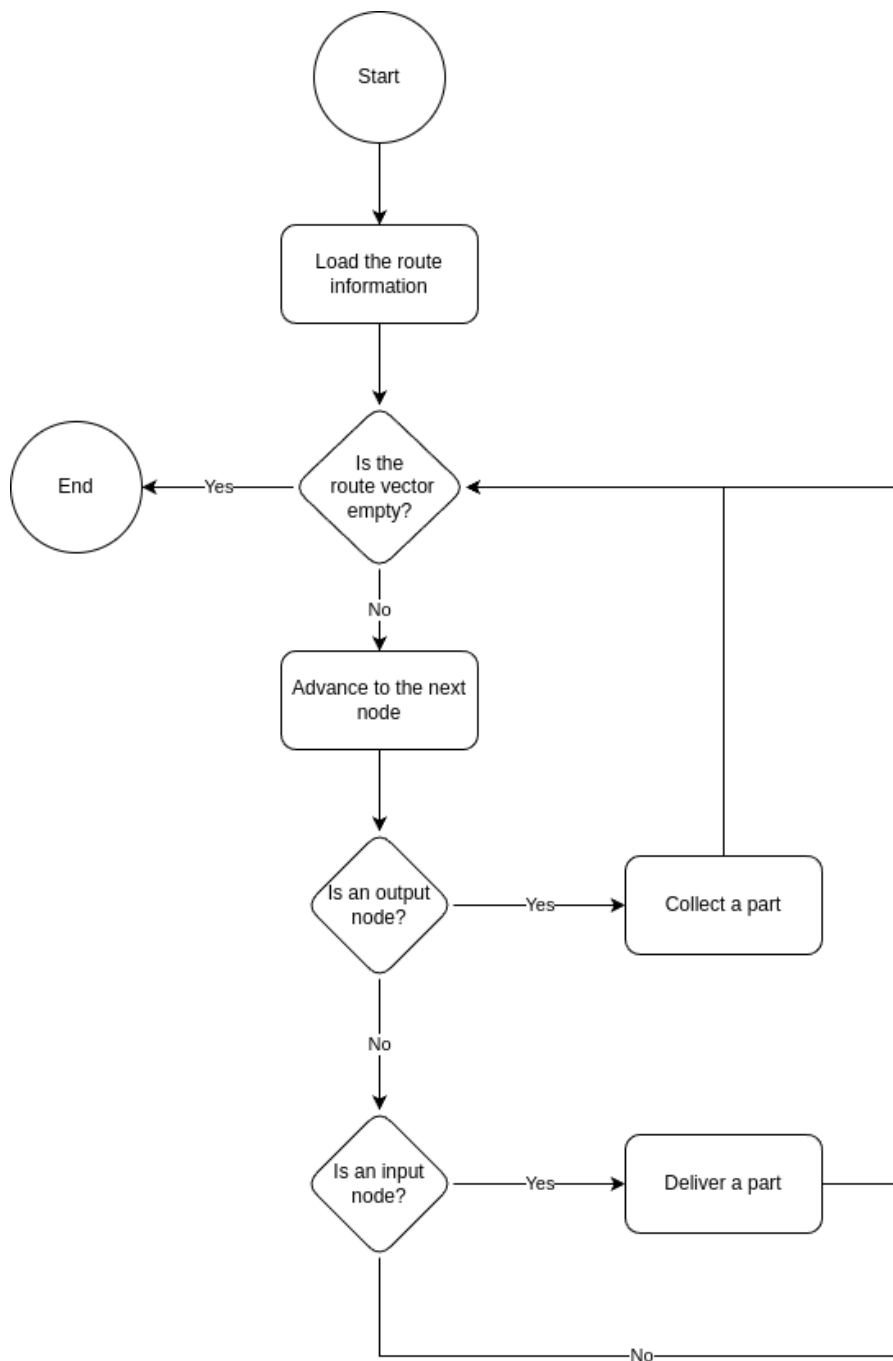 Start
Load the route
information
Is the
route vector
empty?
Yes
End
No
Advance to the next
node
Is an output
node?
Yes
Collect a part
No
Is an input
node?
Yes
Deliver a part
No